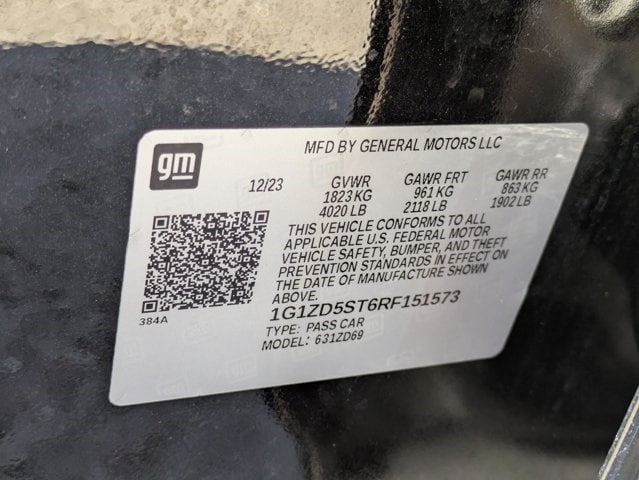 gm
MFD BY GENERAL MOTORS LLC
12/23 GVWR GAWR FRT GAWR RR
1823 KG 961 KG 863 KG
4020 LB 2118 LB 1902 LB
THIS VEHICLE CONFORMS TO ALL
APPLICABLE U.S. FEDERAL MOTOR
VEHICLE SAFETY, BUMPER, AND THEFT
PREVENTION STANDARDS IN EFFECT ON
THE DATE OF MANUFACTURE SHOWN
ABOVE.
384A
1G1ZD5ST6RF151573
TYPE: PASS CAR
MODEL: 631ZD69